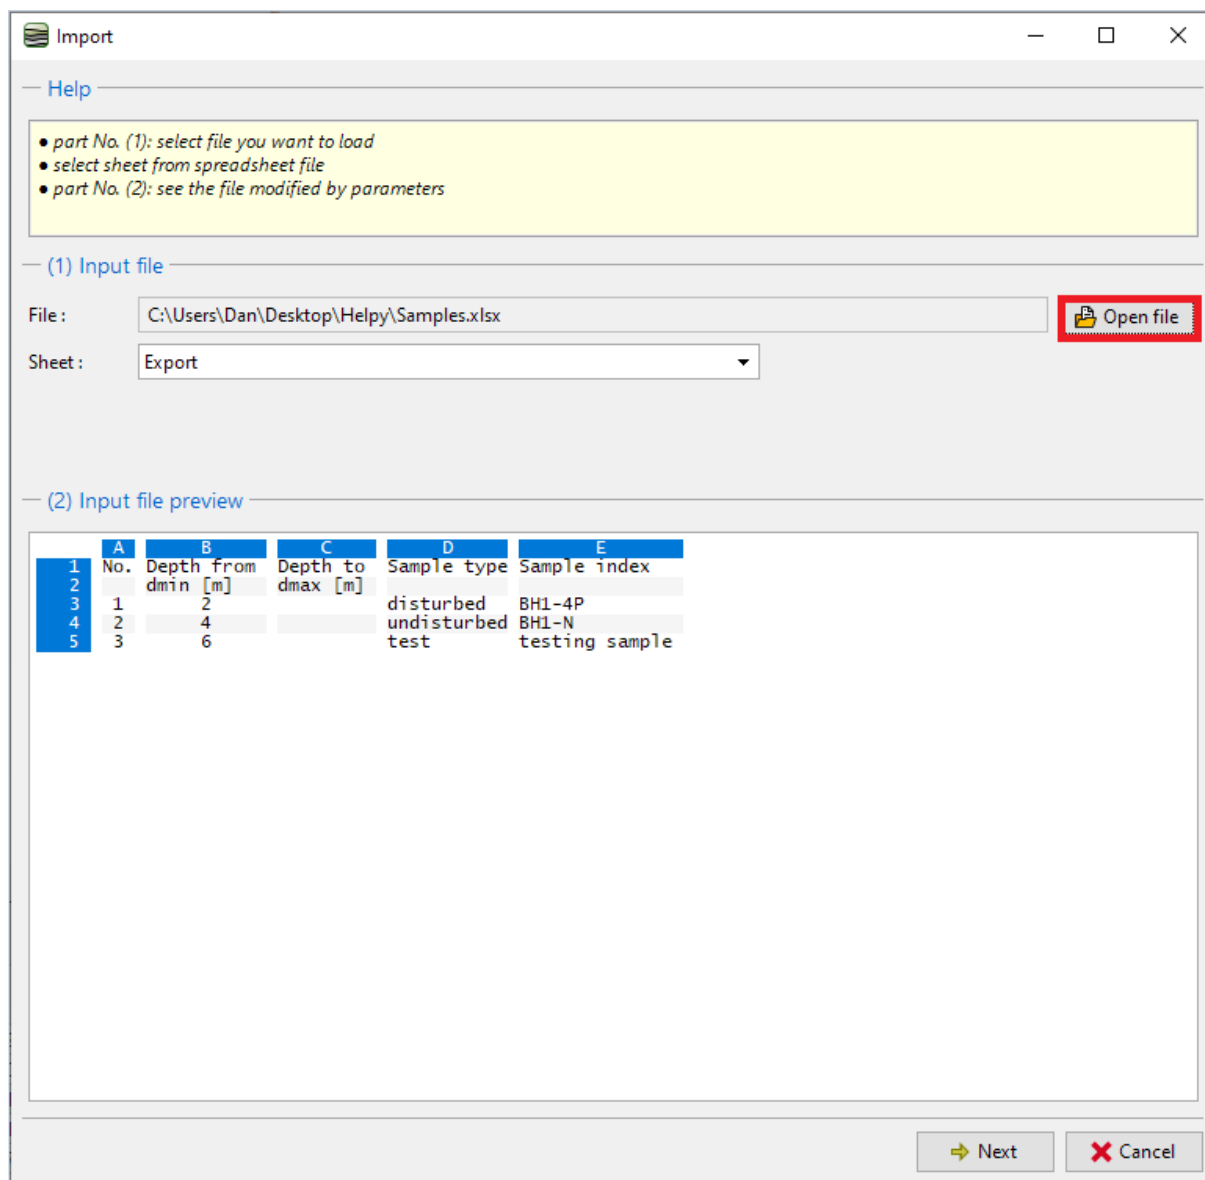 Import
Help
● part No. (1): select file you want to load
● select sheet from spreadsheet file
● part No. (2): see the file modified by parameters
(1) Input file
File :
C:\Users\Dan\Desktop\Helpy\Samples.xlsx
Open file
Sheet :
Export
(2) Input file preview
A B C D E
1 No. Depth from Depth to Sample type Sample index
2 dmin [m] dmax [m]
3 1 2 disturbed BH1-4P
4 2 4 undisturbed BH1-N
5 3 6 test testing sample
Next
Cancel